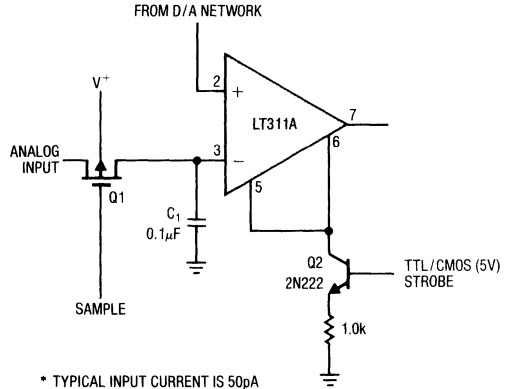 FROM D/A NETWORK
V+
2
+
LT311A
7
ANALOG
INPUT
3
−
6
Q1
5
C1
0.1µF
Q2
2N222
TTL/CMOS (5V)
STROBE
SAMPLE
1.0k
* TYPICAL INPUT CURRENT IS 50pA